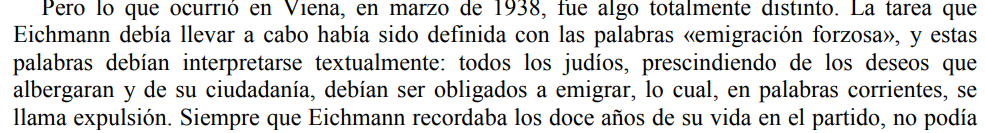 Pero lo que ocurrió en Viena, en marzo de 1938, fue algo totalmente distinto. La tarea que
Eichmann debía llevar a cabo había sido definida con las palabras «emigración forzosa», y estas
palabras debían interpretarse textualmente: todos los judíos, prescindiendo de los deseos que
albergaran y de su ciudadanía, debían ser obligados a emigrar, lo cual, en palabras corrientes, se
llama expulsión. Siempre que Eichmann recordaba los doce años de su vida en el partido, no podía